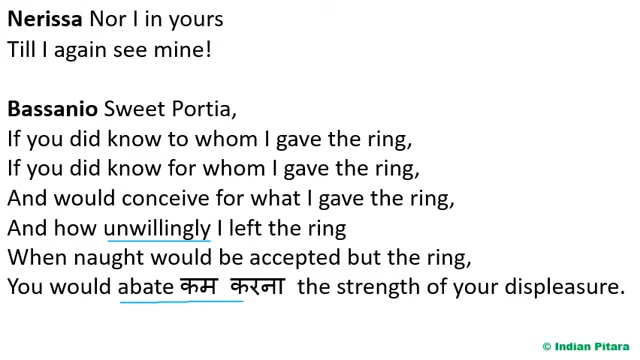 Nerissa Nor I in yours
Till I again see mine!
Bassanio Sweet Portia,
If you did know to whom I gave the ring,
If you did know for whom I gave the ring,
And would conceive for what I gave the ring,
And how unwillingly I left the ring
When naught would be accepted but the ring,
You would abate कम करना the strength of your displeasure.
© Indian Pitara